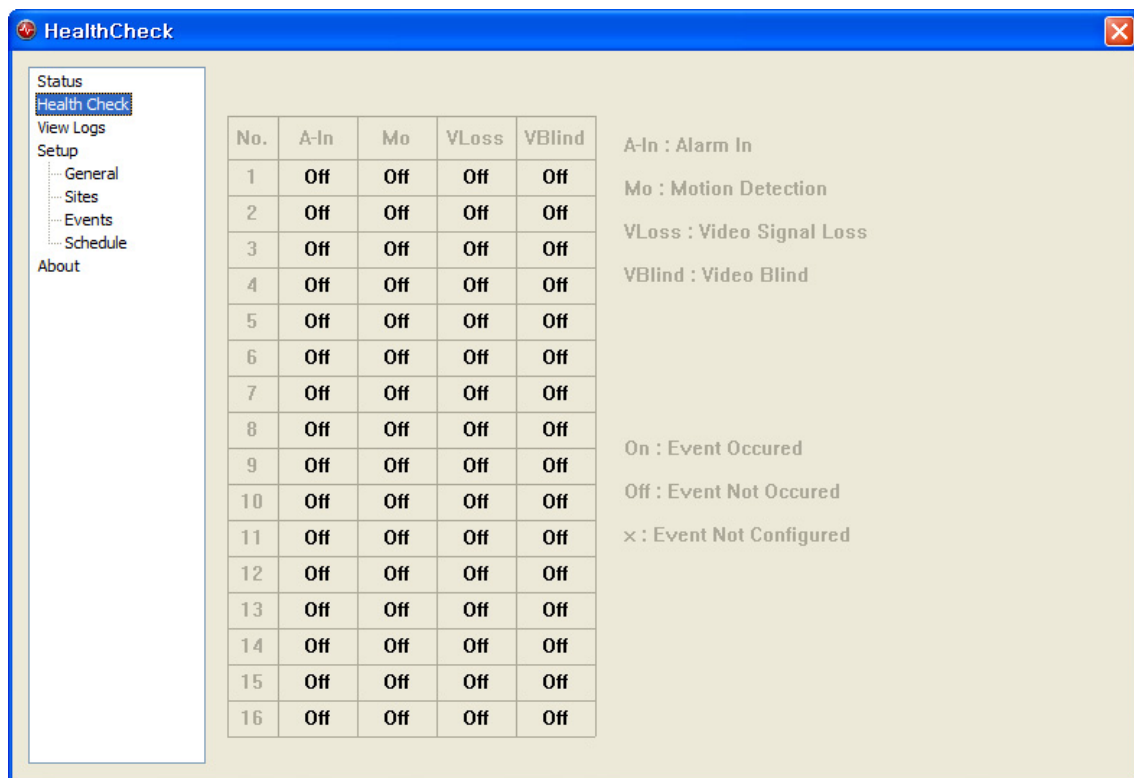 HealthCheck
Status
Health Check
View Logs
Setup
General
Sites
Events
Schedule
About
No. A-In Mo VLoss VBlind
1 Off Off Off Off
2 Off Off Off Off
3 Off Off Off Off
4 Off Off Off Off
5 Off Off Off Off
6 Off Off Off Off
7 Off Off Off Off
8 Off Off Off Off
9 Off Off Off Off
10 Off Off Off Off
11 Off Off Off Off
12 Off Off Off Off
13 Off Off Off Off
14 Off Off Off Off
15 Off Off Off Off
16 Off Off Off Off
A-In : Alarm In
Mo : Motion Detection
VLoss : Video Signal Loss
VBlind : Video Blind
On : Event Occured
Off : Event Not Occured
x : Event Not Configured